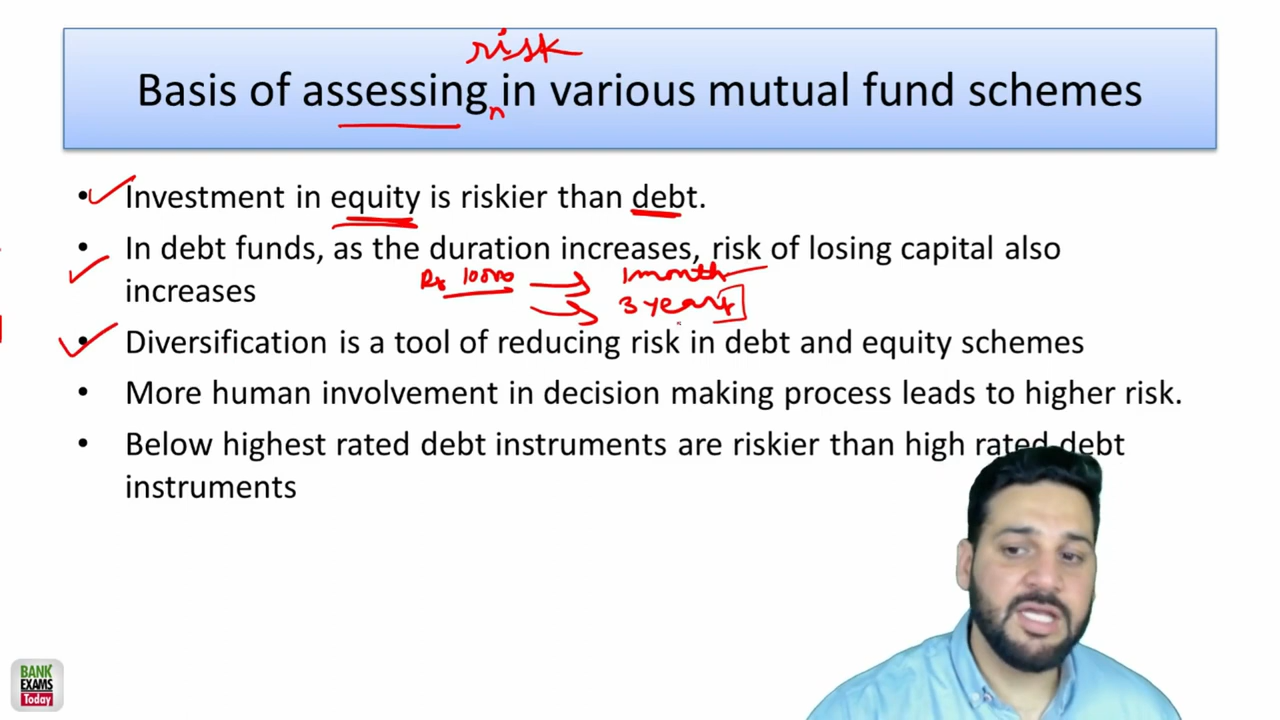 risk
Basis of assessing in various mutual fund schemes
• Investment in equity is riskier than debt.
• In debt funds, as the duration increases, risk of losing capital also
increases
Rs 10000 → 1 month
→ 3 years
• Diversification is a tool of reducing risk in debt and equity schemes
• More human involvement in decision making process leads to higher risk.
• Below highest rated debt instruments are riskier than high rated debt
instruments
BANK
EXAMS
Today